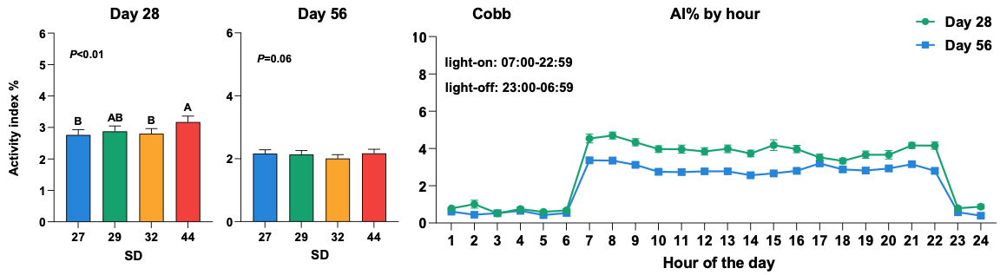 Day 28
Activity index %
6
5
4
3
2
1
0
P<0.01
B
AB
B
A
27 29 32 44
SD
Day 56
6
4
2
0
P=0.06
27 29 32 44
SD
Cobb
AI% by hour
Day 28
Day 56
10
8
6
4
2
0
light-on: 07:00-22:59
light-off: 23:00-06:59
1 2 3 4 5 6 7 8 9 10 11 12 13 14 15 16 17 18 19 20 21 22 23 24
Hour of the day